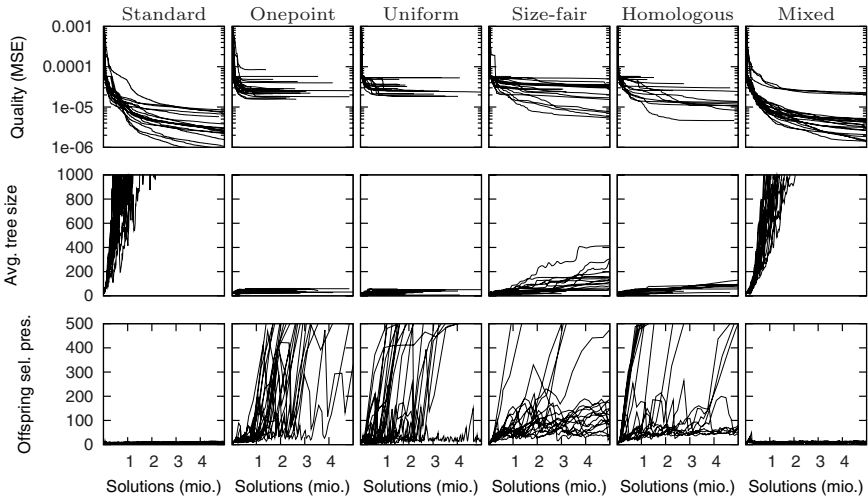 Standard Onepoint Uniform Size-fair Homologous Mixed
Quality (MSE)
0.001
0.0001
1e-05
1e-06
Avg. tree size
1000
800
600
400
200
0
Offspring sel. pres.
500
400
300
200
100
0
1 2 3 4 1 2 3 4 1 2 3 4 1 2 3 4 1 2 3 4 1 2 3 4
Solutions (mio.) Solutions (mio.) Solutions (mio.) Solutions (mio.) Solutions (mio.) Solutions (mio.)